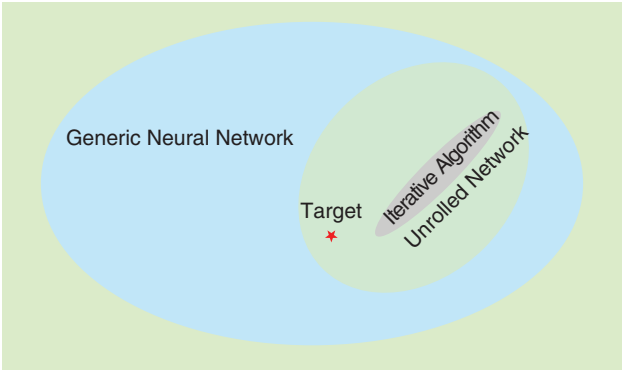 Generic Neural Network
Iterative Algorithm
Unrolled Network
Target